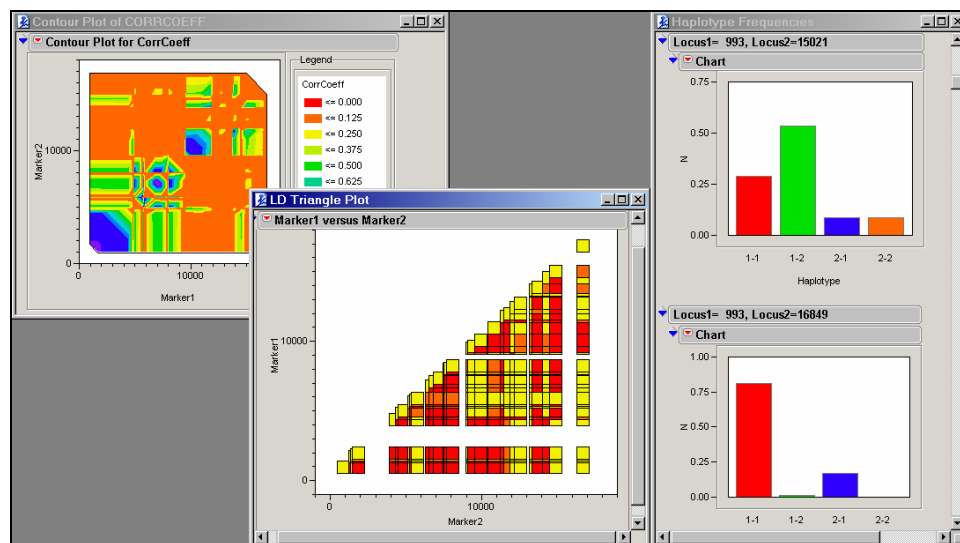 Contour Plot of CORRCOEFF
Contour Plot for CorrCoeff
Legend
CorrCoeff
<= 0.000
<= 0.125
<= 0.250
<= 0.375
<= 0.500
<= 0.625
Marker2
10000
0
0
10000
Marker1
LD Triangle Plot
Marker1 versus Marker2
Marker1
10000
0
0
10000
Marker2
Haplotype Frequencies
Locus1= 993, Locus2=15021
Chart
0.75
0.50
0.25
0.00
N
1-1 1-2 2-1 2-2
Haplotype
Locus1= 993, Locus2=16849
Chart
1.00
0.75
0.50
0.25
0.00
N
1-1 1-2 2-1 2-2